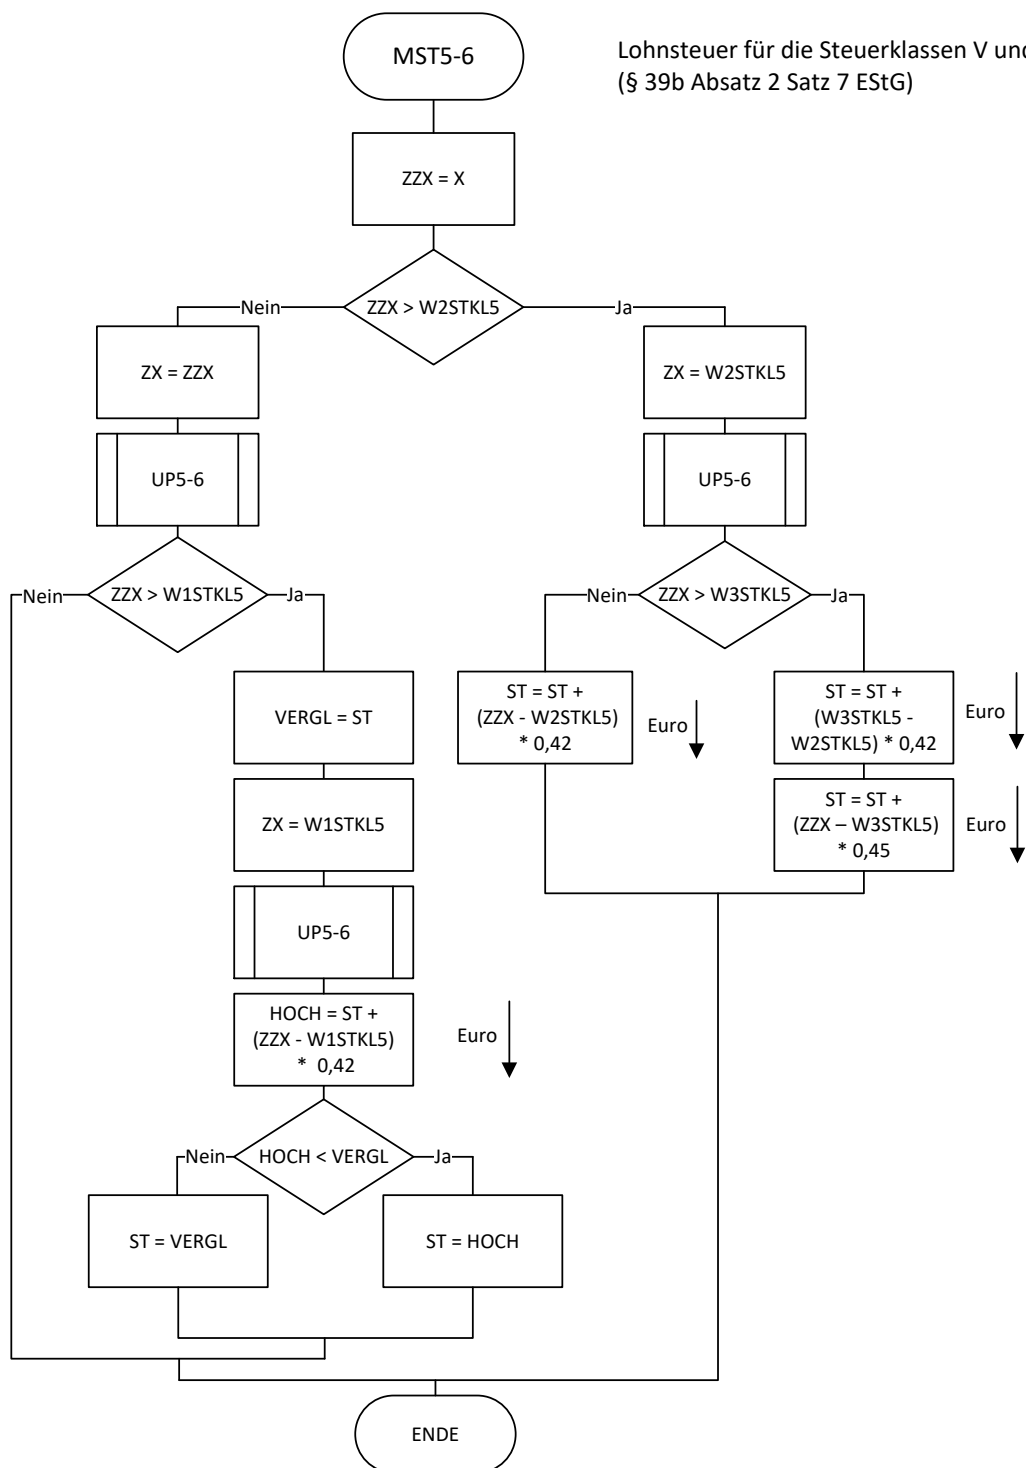 MST5-6
Lohnsteuer für die Steuerklassen V und
(§ 39b Absatz 2 Satz 7 EStG)
ZZX = X
Nein
ZZX > W2STKL5
Ja
ZX = ZZX
ZX = W2STKL5
UP5-6
UP5-6
Nein
ZZX > W1STKL5
Ja
Nein
ZZX > W3STKL5
Ja
VERGL = ST
ST = ST +
(ZZX - W2STKL5)
* 0,42
Euro
ST = ST +
(W3STKL5 -
W2STKL5) * 0,42
Euro
ZX = W1STKL5
ST = ST +
(ZZX – W3STKL5)
* 0,45
Euro
UP5-6
HOCH = ST +
(ZZX - W1STKL5)
* 0,42
Euro
Nein
HOCH < VERGL
Ja
ST = VERGL
ST = HOCH
ENDE